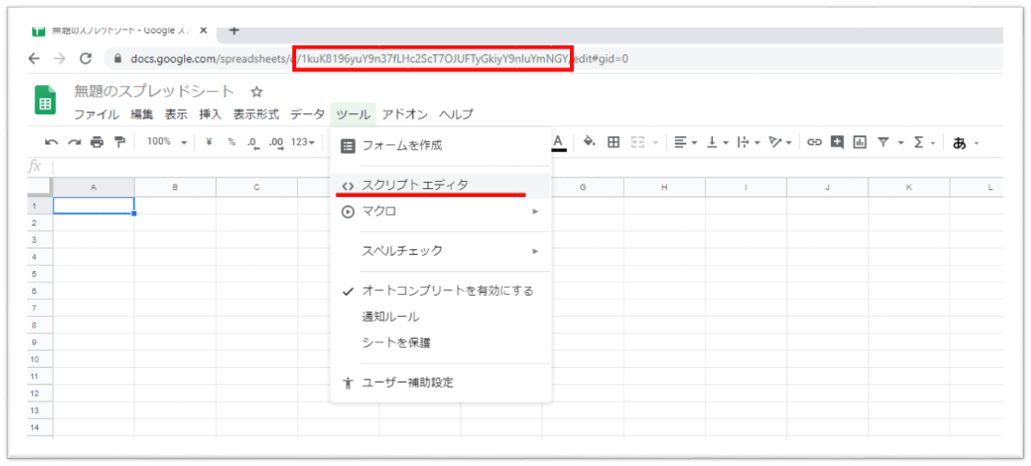 無題のスプレッドシート - Google スプ × +
docs.google.com/spreadsheets/d/1kuK8196yuY9n37fLHc2ScT7OJUFTyGkiyY9nIuYmNGY/edit#gid=0
無題のスプレッドシート
ファイル 編集 表示 挿入 表示形式 データ ツール アドオン ヘルプ
100% ¥ % .0 .00 123 A Σ あ
フォームを作成
fx
A B C G H I J K L
スクリプト エディタ
1
マクロ
2
3
スペルチェック
4
5
オートコンプリートを有効にする
6
通知ルール
7
シートを保護
8
9
10
11
ユーザー補助設定
12
13
14